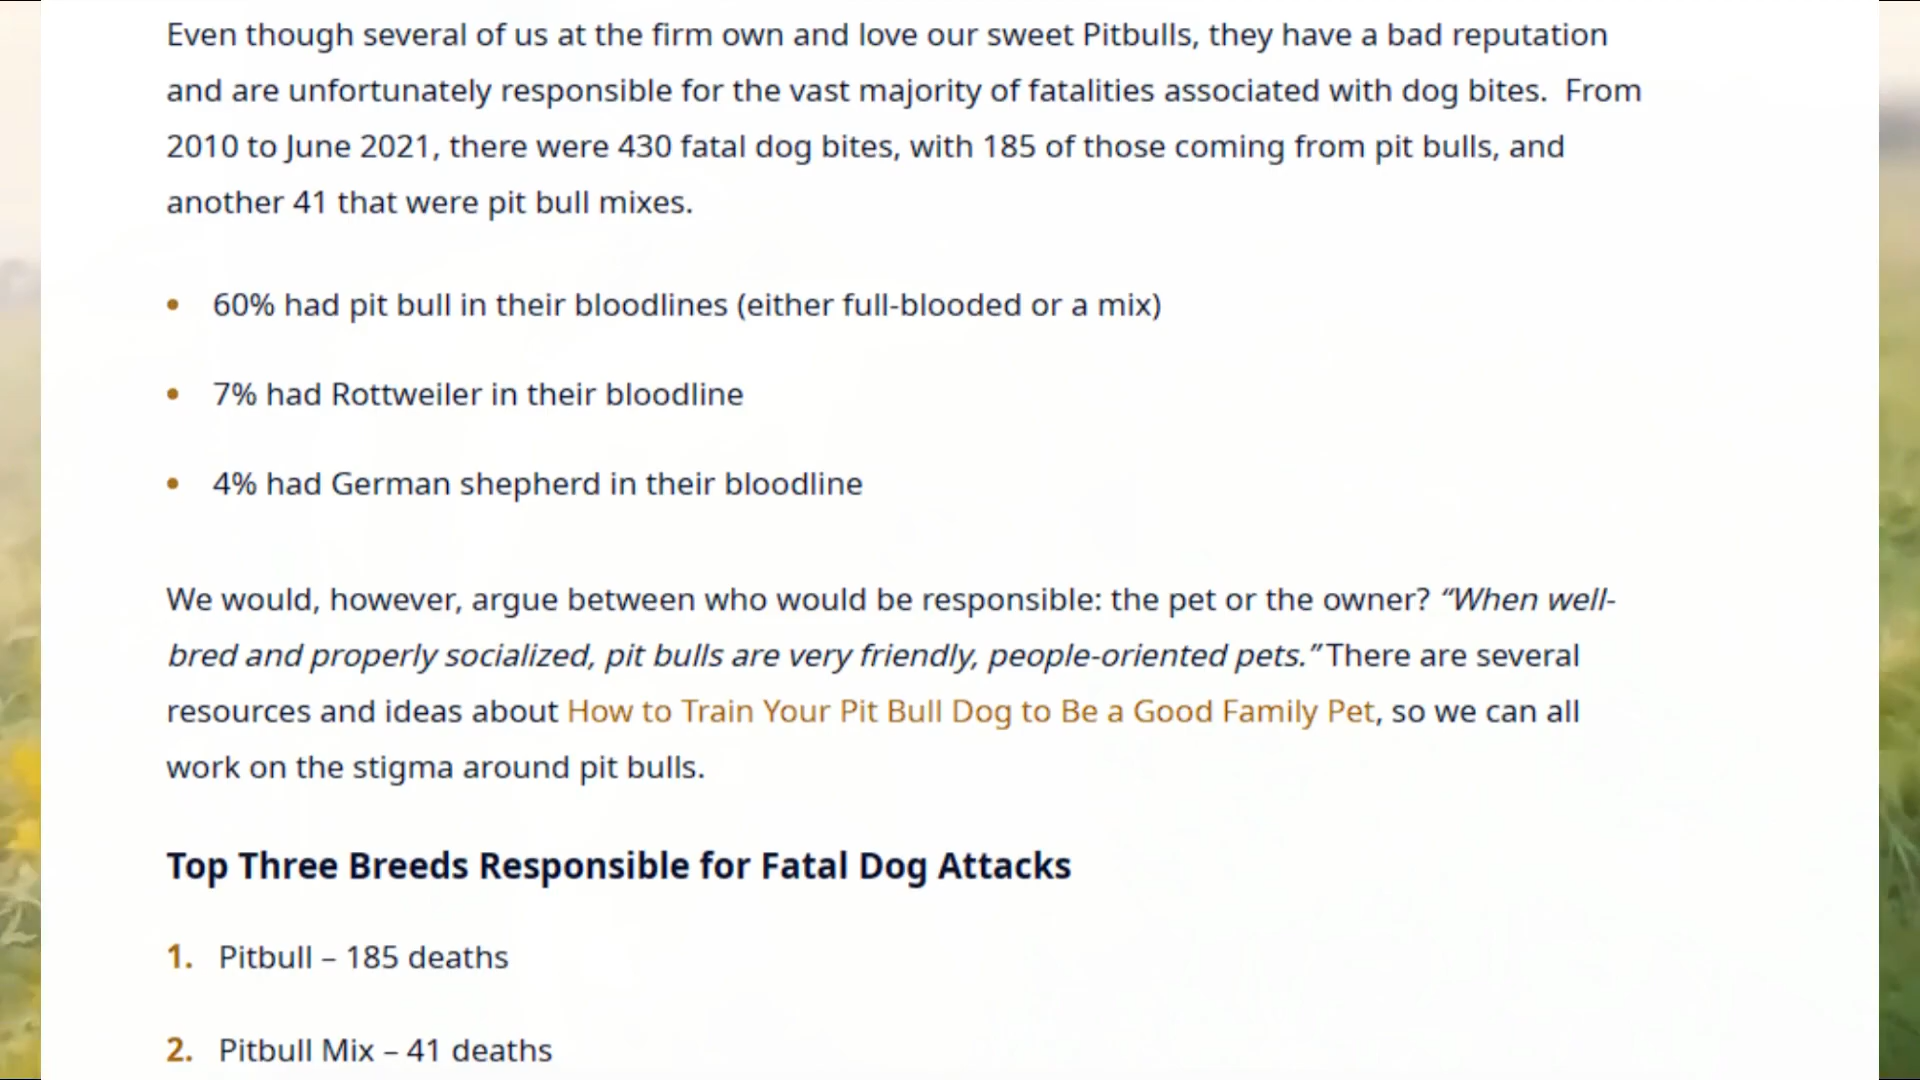 Even though several of us at the firm own and love our sweet Pitbulls, they have a bad reputation
and are unfortunately responsible for the vast majority of fatalities associated with dog bites.  From
2010 to June 2021, there were 430 fatal dog bites, with 185 of those coming from pit bulls, and
another 41 that were pit bull mixes.
• 60% had pit bull in their bloodlines (either full-blooded or a mix)
• 7% had Rottweiler in their bloodline
• 4% had German shepherd in their bloodline
We would, however, argue between who would be responsible: the pet or the owner? “When well-
bred and properly socialized, pit bulls are very friendly, people-oriented pets.” There are several
resources and ideas about How to Train Your Pit Bull Dog to Be a Good Family Pet, so we can all
work on the stigma around pit bulls.
Top Three Breeds Responsible for Fatal Dog Attacks
1. Pitbull – 185 deaths
2. Pitbull Mix – 41 deaths